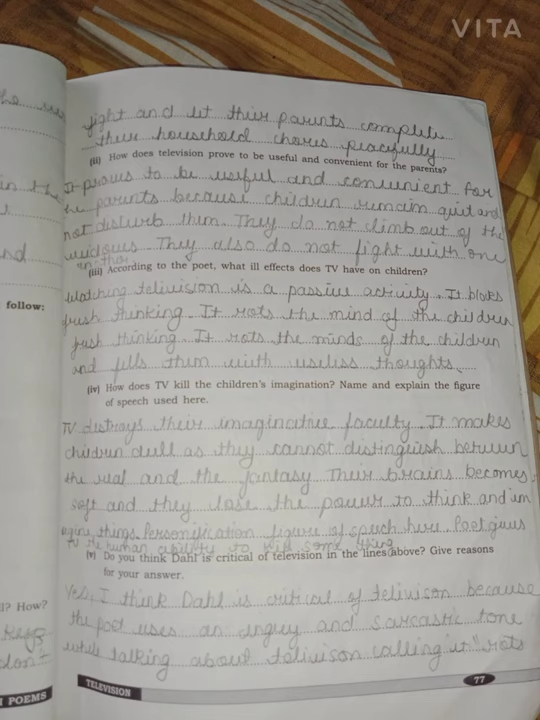 VITA
fight and let their parents complete
their household chores peacefully
(ii) How does television prove to be useful and convenient for the parents?
It proves to be useful and convenient for
the parents because children remain quit and
not disturb them. They do not climb out of the
windows. They also do not fight with one
another
(iii) According to the poet, what ill effects does TV have on children?
Watching television is a passive activity. It blocks
fresh thinking. It rots the mind of the children
fresh thinking. It rots the minds of the children
and fills them with useless thoughts.
(iv) How does TV kill the children's imagination? Name and explain the figure
of speech used here.
TV destroys their imaginative faculty. It makes
children dull as they cannot distinguish between
the real and the fantasy Their brains becomes
soft and they lose the power to think and im
agine things. Personification figure of speech here. Poet gives
TV the human ability to kill some thing
(v) Do you think Dahl is critical of television in the lines above? Give reasons
for your answer.
Yes, I think Dahl is critical of television because
the poet uses an angry and sarcastic tone
while talking about television calling it "rots
follow:
l? How?
I POEMS
TELEVISION
77